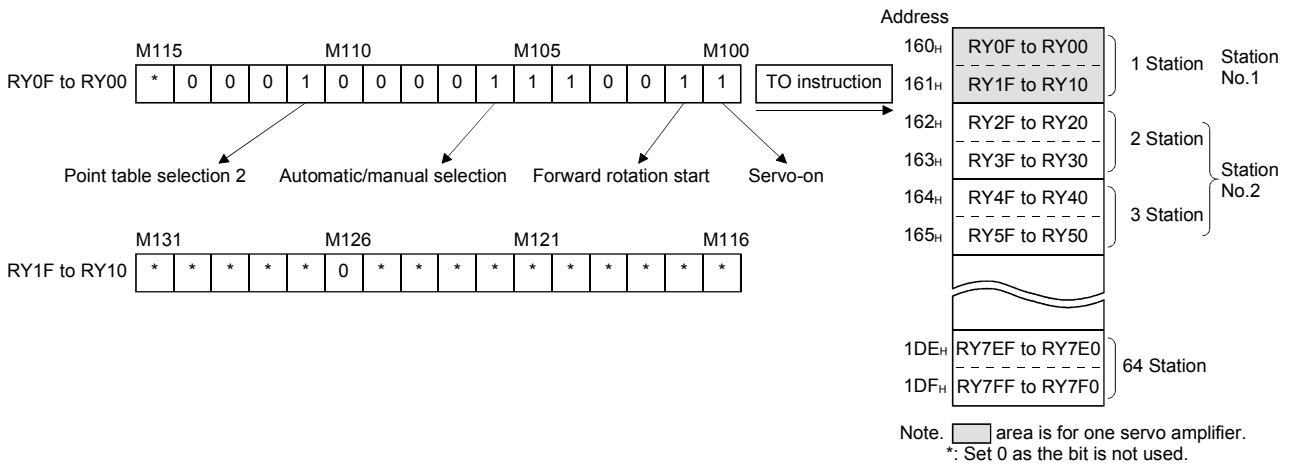 Address
M115 M110 M105 M100
RY0F to RY00 * 0 0 0 1 0 0 0 0 1 1 1 0 0 1 1
TO instruction
Point table selection 2 Automatic/manual selection Forward rotation start Servo-on
M131 M126 M121 M116
RY1F to RY10 * * * * * 0 * * * * * * * * * *
160H RY0F to RY00
161H RY1F to RY10
1 Station
Station
No.1
162H RY2F to RY20
163H RY3F to RY30
2 Station
164H RY4F to RY40
165H RY5F to RY50
3 Station
Station
No.2
1DEH RY7EF to RY7E0
1DFH RY7FF to RY7F0
64 Station
Note. area is for one servo amplifier.
*: Set 0 as the bit is not used.